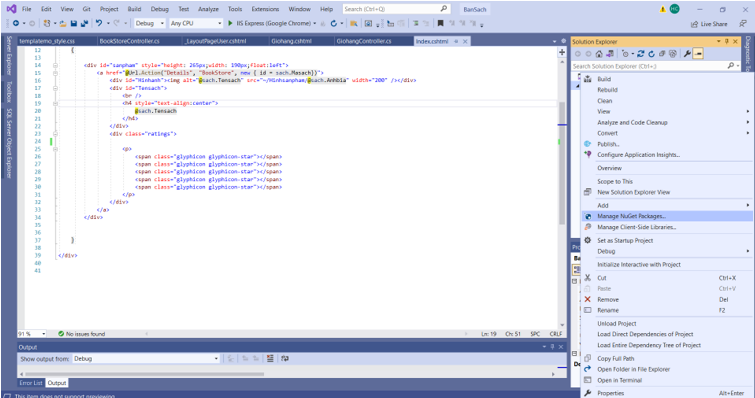 File Edit View Git Project Build Debug Test Analyze Tools Extensions Window Help Search (Ctrl+Q) BanSach HC
Debug Any CPU IIS Express (Google Chrome) Live Share
templatemo_style.css BookStoreController.cs _LayoutPageUser.cshtml Giohang.cshtml GiohangController.cs Index.cshtml
Server Explorer
Toolbox
SQL Server Object Explorer
12 {
13
14 <div id="sanpham" style="height: 265px;width: 190px;float:left">
15 <a href="@Url.Action("Details", "BookStore", new { id = sach.Masach})">
16 <div id="Hinhanh"><img alt="@sach.Tensach" src="~/Hinhsanpham/@sach.Anhbia" width="200" /></div>
17 <div id="Tensach">
18 <br />
19 <h4 style="text-align:center">
20 @sach.Tensach
21 </h4>
22 </div>
23 <div class="ratings">
24
25 <p>
26 <span class="glyphicon glyphicon-star"></span>
27 <span class="glyphicon glyphicon-star"></span>
28 <span class="glyphicon glyphicon-star"></span>
29 <span class="glyphicon glyphicon-star"></span>
30 </p>
31 </div>
32 </a>
33 </div>
34
35
36
37 }
38
39 </div>
40
41
91 % No issues found Ln: 19 Ch: 51 SPC CRLF
Output
Show output from: Debug
Error List Output
This item does not support previewing
Solution Explorer
Search Solution Explorer (Ctrl+;)
Diagnostic To
Build
Rebuild
Clean
View
Analyze and Code Cleanup
Convert
Publish...
Configure Application Insights...
Overview
Scope to This
New Solution Explorer View
Add
Manage NuGet Packages...
Manage Client-Side Libraries...
Set as Startup Project
Debug
Initialize Interactive with Project
Cut Ctrl+X
Paste Ctrl+V
Remove Del
Rename F2
Unload Project
Load Direct Dependencies of Project
Load Entire Dependency Tree of Project
Copy Full Path
Open Folder in File Explorer
Open in Terminal
Properties Alt+Enter